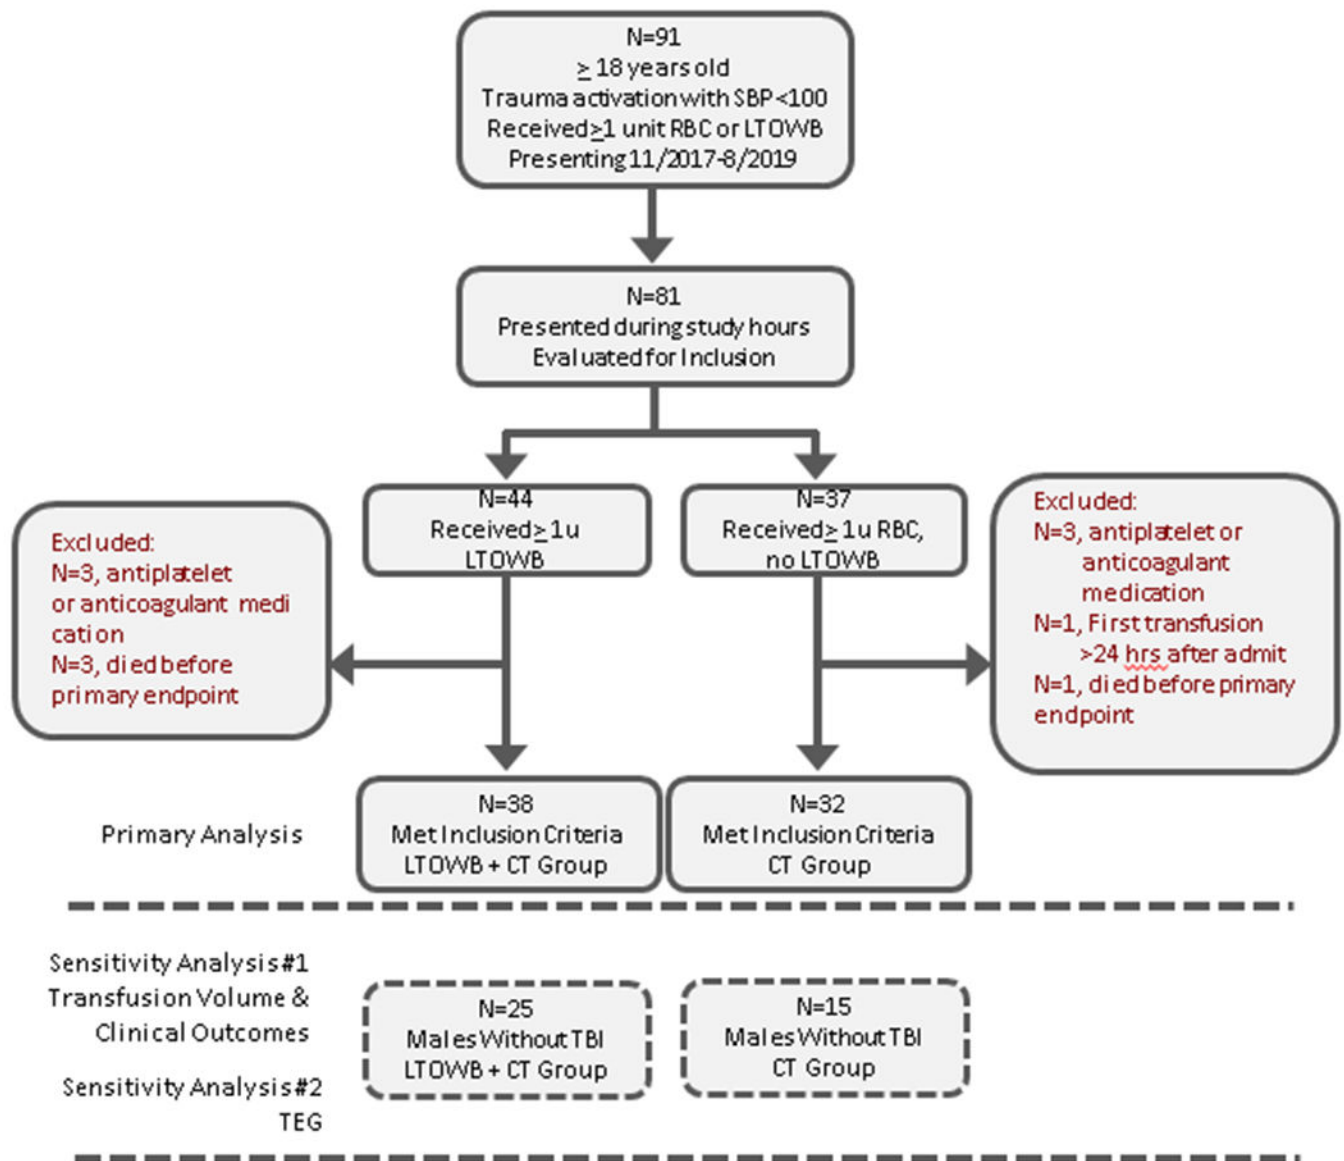 N=91
≥ 18 years old
Trauma activation with SBP <100
Received ≥1 unit RBC or LTOWB
Presenting 11/2017-8/2019
N=81
Presented during study hours
Evaluated for Inclusion
N=44
Received ≥ 1u
LTOWB
N=37
Received ≥ 1u RBC,
no LTOWB
Excluded:
N=3, antiplatelet
or anticoagulant medi
cation
N=3, died before
primary endpoint
Excluded:
N=3, antiplatelet or
anticoagulant
medication
N=1, First transfusion
>24 hrs after admit
N=1, died before primary
endpoint
Primary Analysis
N=38
Met Inclusion Criteria
LTOWB + CT Group
N=32
Met Inclusion Criteria
CT Group
Sensitivity Analysis #1
Transfusion Volume &
Clinical Outcomes
Sensitivity Analysis #2
TEG
N=25
Males Without TBI
LTOWB + CT Group
N=15
Males Without TBI
CT Group